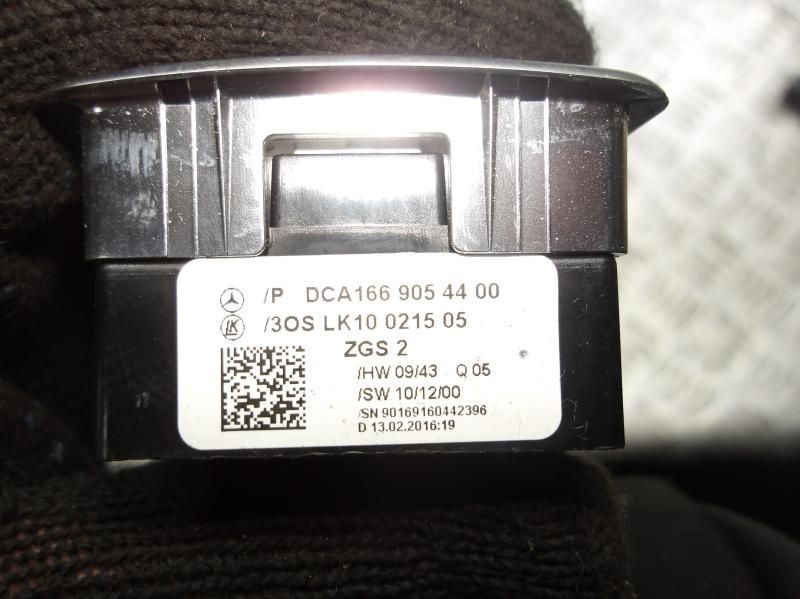 /P DCA166 905 44 00
LK /3OS LK10 0215 05
ZGS 2
/HW 09/43 Q 05
/SW 10/12/00
/SN 90169160442396
D 13.02.2016:19